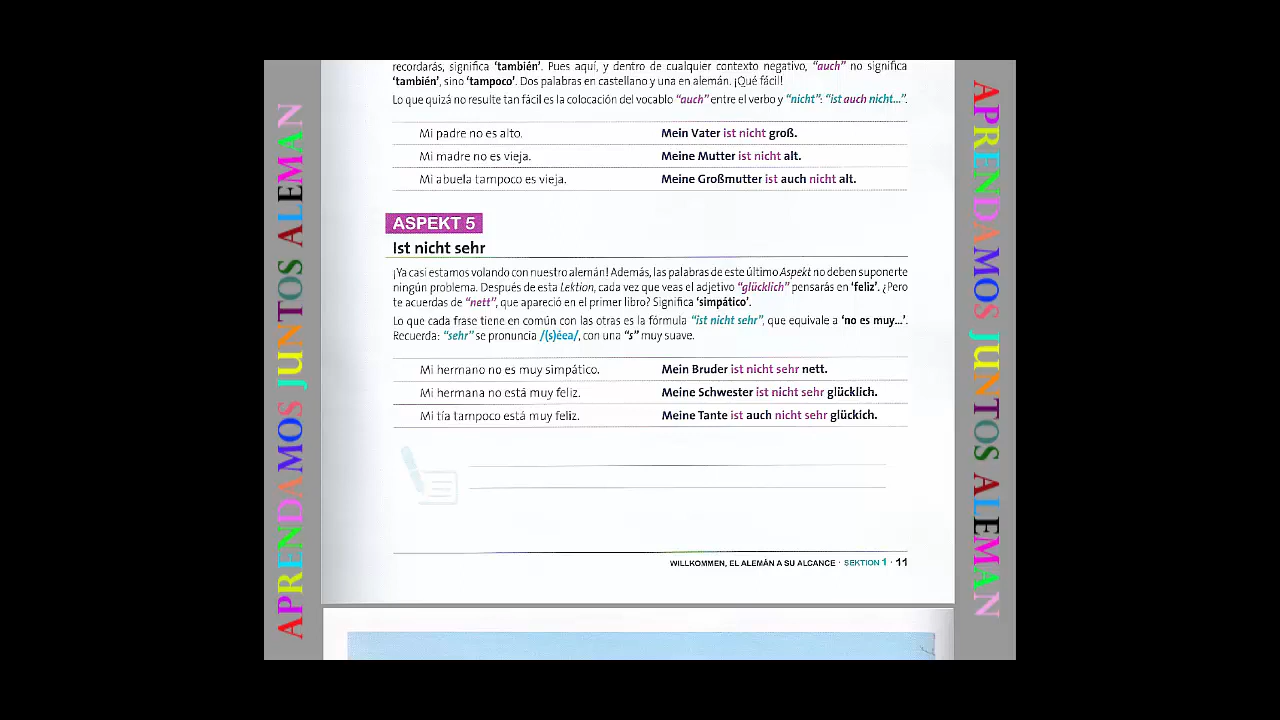 APRENDAMOS JUNTOS ALEMAN
recordarás, significa ‘también’. Pues aquí, y dentro de cualquier contexto negativo, “auch” no significa
‘también’, sino ‘tampoco’. Dos palabras en castellano y una en alemán. ¡Qué fácil!
Lo que quizá no resulte tan fácil es la colocación del vocablo “auch” entre el verbo y “nicht”: “ist auch nicht...”.
Mi padre no es alto. Mein Vater ist nicht groß.
Mi madre no es vieja. Meine Mutter ist nicht alt.
Mi abuela tampoco es vieja. Meine Großmutter ist auch nicht alt.
ASPEKT 5
Ist nicht sehr
¡Ya casi estamos volando con nuestro alemán! Además, las palabras de este último Aspekt no deben suponerte
ningún problema. Después de esta Lektion, cada vez que veas el adjetivo “glücklich” pensarás en ‘feliz’. ¿Pero
te acuerdas de “nett”, que apareció en el primer libro? Significa ‘simpático’.
Lo que cada frase tiene en común con las otras es la fórmula “ist nicht sehr”, que equivale a ‘no es muy...’.
Recuerda: “sehr” se pronuncia /(s)éea/, con una “s” muy suave.
Mi hermano no es muy simpático. Mein Bruder ist nicht sehr nett.
Mi hermana no está muy feliz. Meine Schwester ist nicht sehr glücklich.
Mi tía tampoco está muy feliz. Meine Tante ist auch nicht sehr glückich.
WILLKOMMEN, EL ALEMÁN A SU ALCANCE · SEKTION 1 · 11
APRENDAMOS JUNTOS ALEMAN